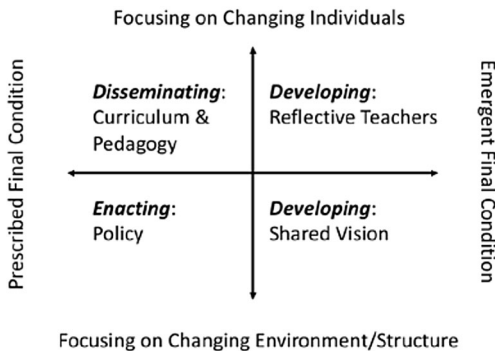 Focusing on Changing Individuals
Prescribed Final Condition
Disseminating:
Curriculum &
Pedagogy
Developing:
Reflective Teachers
Enacting:
Policy
Developing:
Shared Vision
Emergent Final Condition
Focusing on Changing Environment/Structure